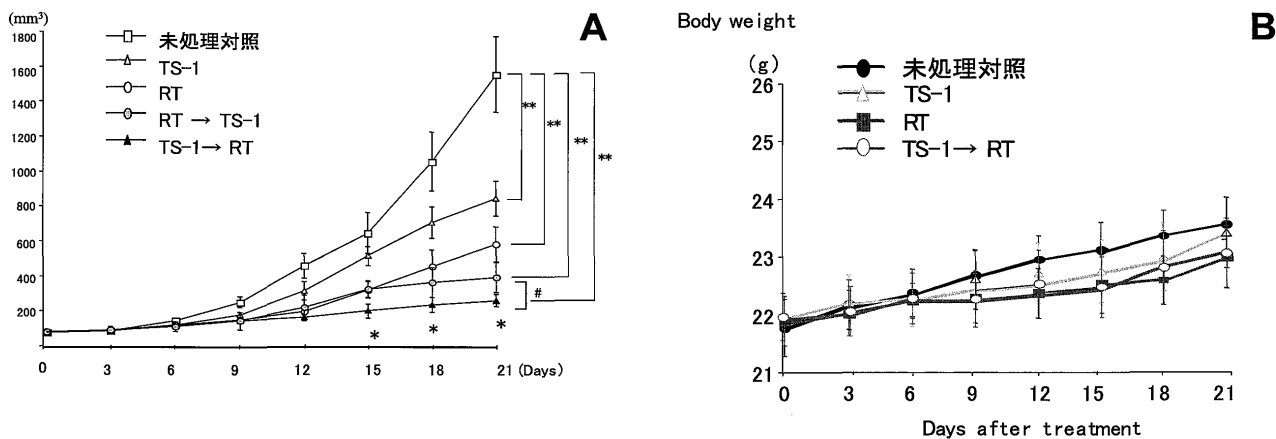 (mm³)
A
1800
1600
1400
1200
1000
800
600
400
200
未処理対照
TS-1
RT
RT → TS-1
TS-1→ RT
**
**
**
**
#
*
*
*
0 3 6 9 12 15 18 21 (Days)
Body weight
B
(g)
26
25
24
23
22
21
未処理対照
TS-1
RT
TS-1→ RT
0 3 6 9 12 15 18 21
Days after treatment